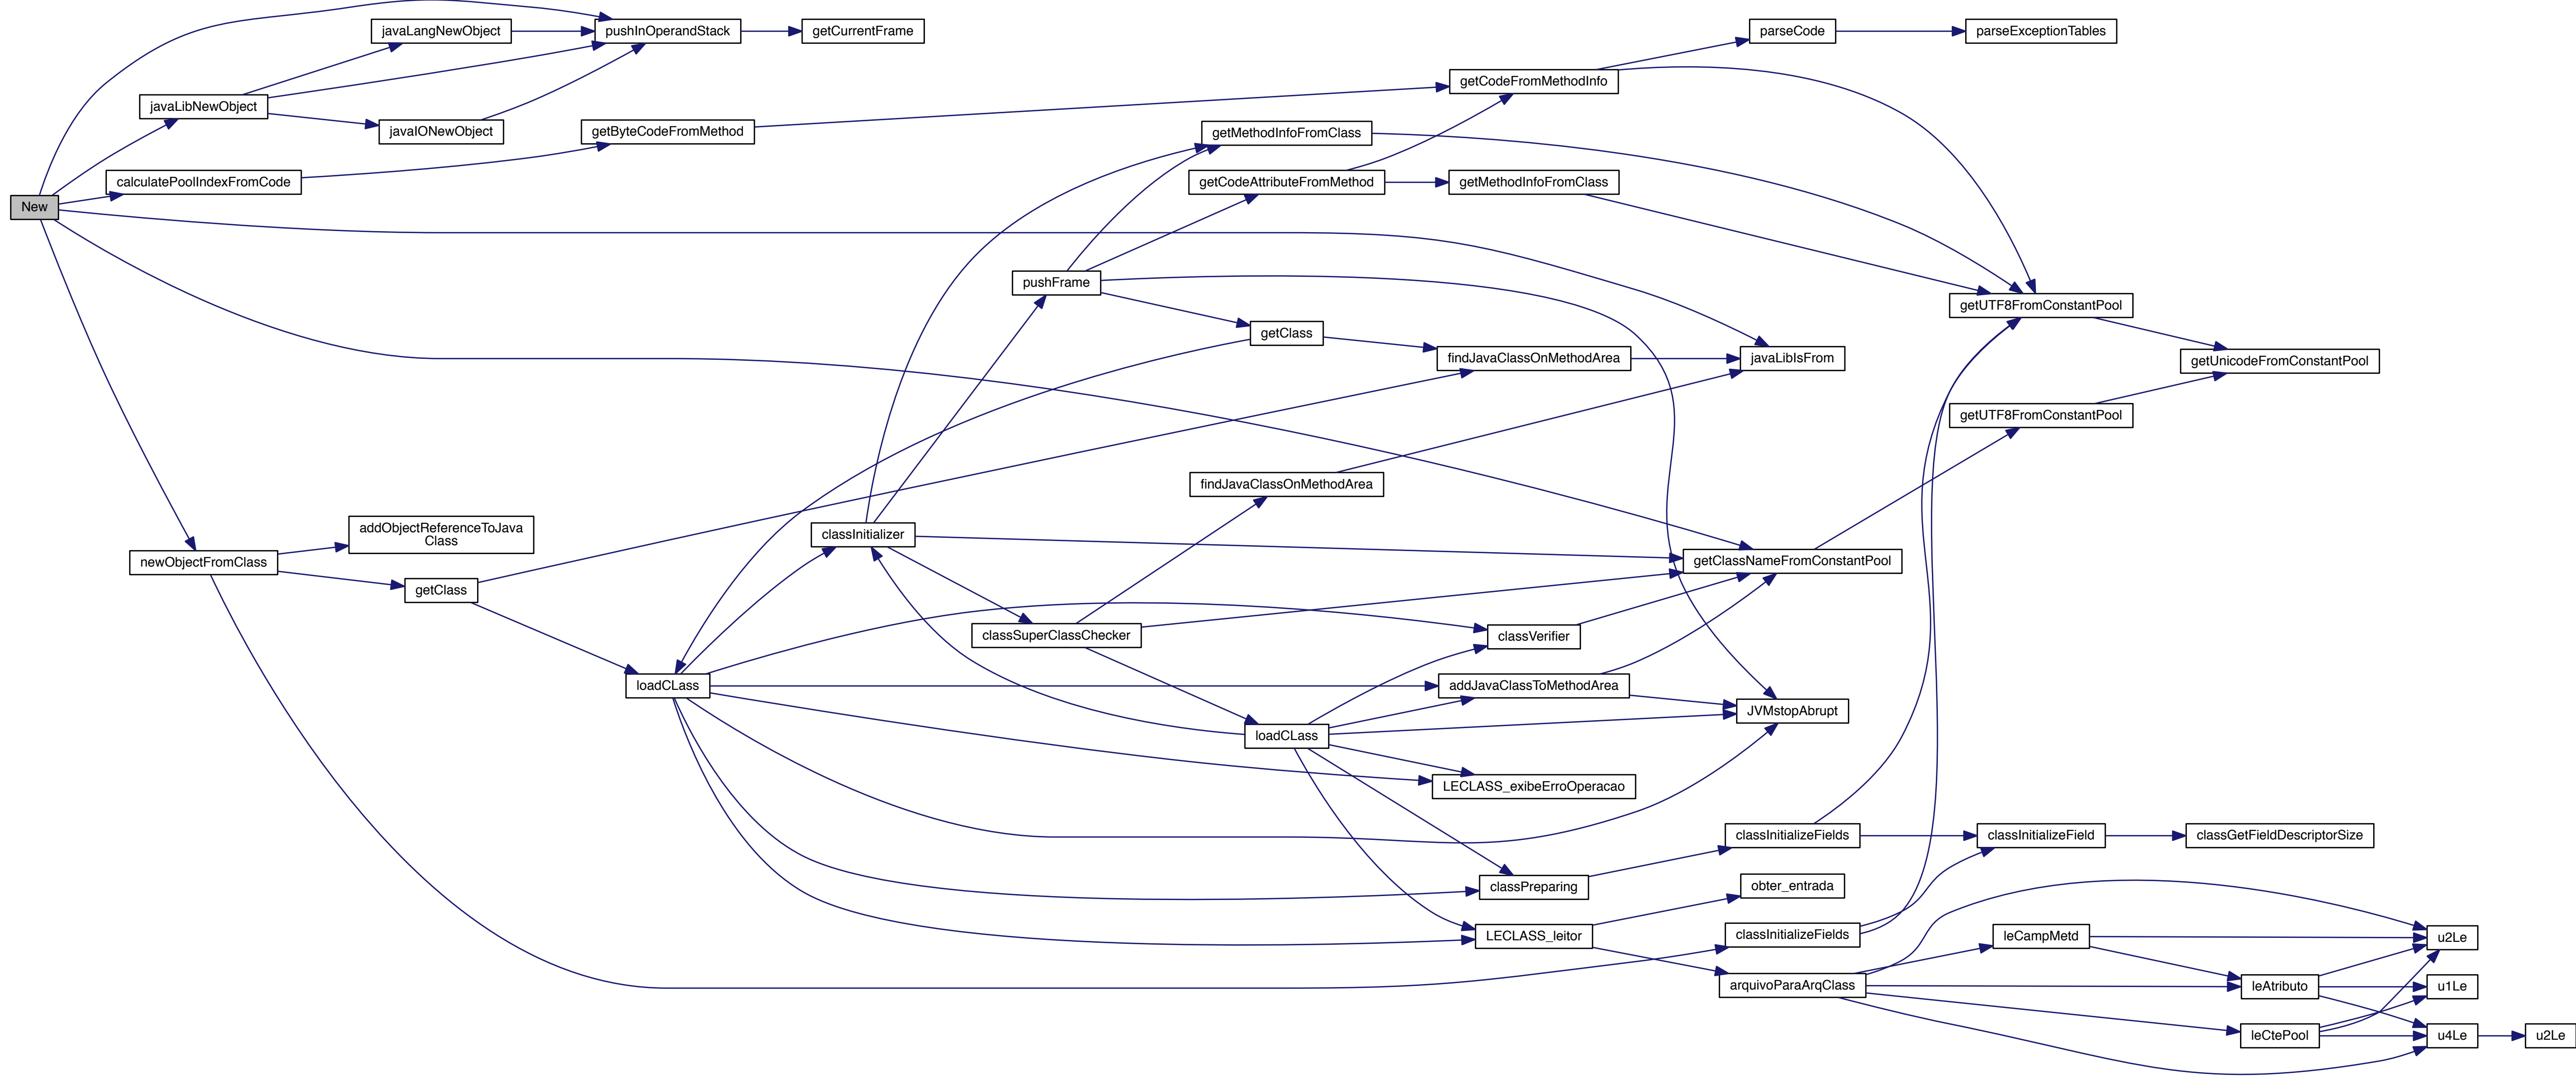 New
javaLangNewObject
javaLibNewObject
javaIONewObject
calculatePoolIndexFromCode
pushInOperandStack
getCurrentFrame
getByteCodeFromMethod
newObjectFromClass
addObjectReferenceToJava
Class
getClass
loadCLass
classInitializer
pushFrame
classSuperClassChecker
getMethodInfoFromClass
getCodeAttributeFromMethod
getClass
findJavaClassOnMethodArea
loadCLass
getCodeFromMethodInfo
getMethodInfoFromClass
findJavaClassOnMethodArea
classVerifier
addJavaClassToMethodArea
LECLASS_exibeErroOperacao
classPreparing
LECLASS_leitor
parseCode
javaLibIsFrom
getClassNameFromConstantPool
JVMstopAbrupt
classInitializeFields
obter_entrada
classInitializeFields
arquivoParaArqClass
parseExceptionTables
getUTF8FromConstantPool
getUTF8FromConstantPool
classInitializeField
leCampMetd
getUnicodeFromConstantPool
classGetFieldDescriptorSize
leAtributo
leCtePool
u2Le
u1Le
u4Le
u2Le